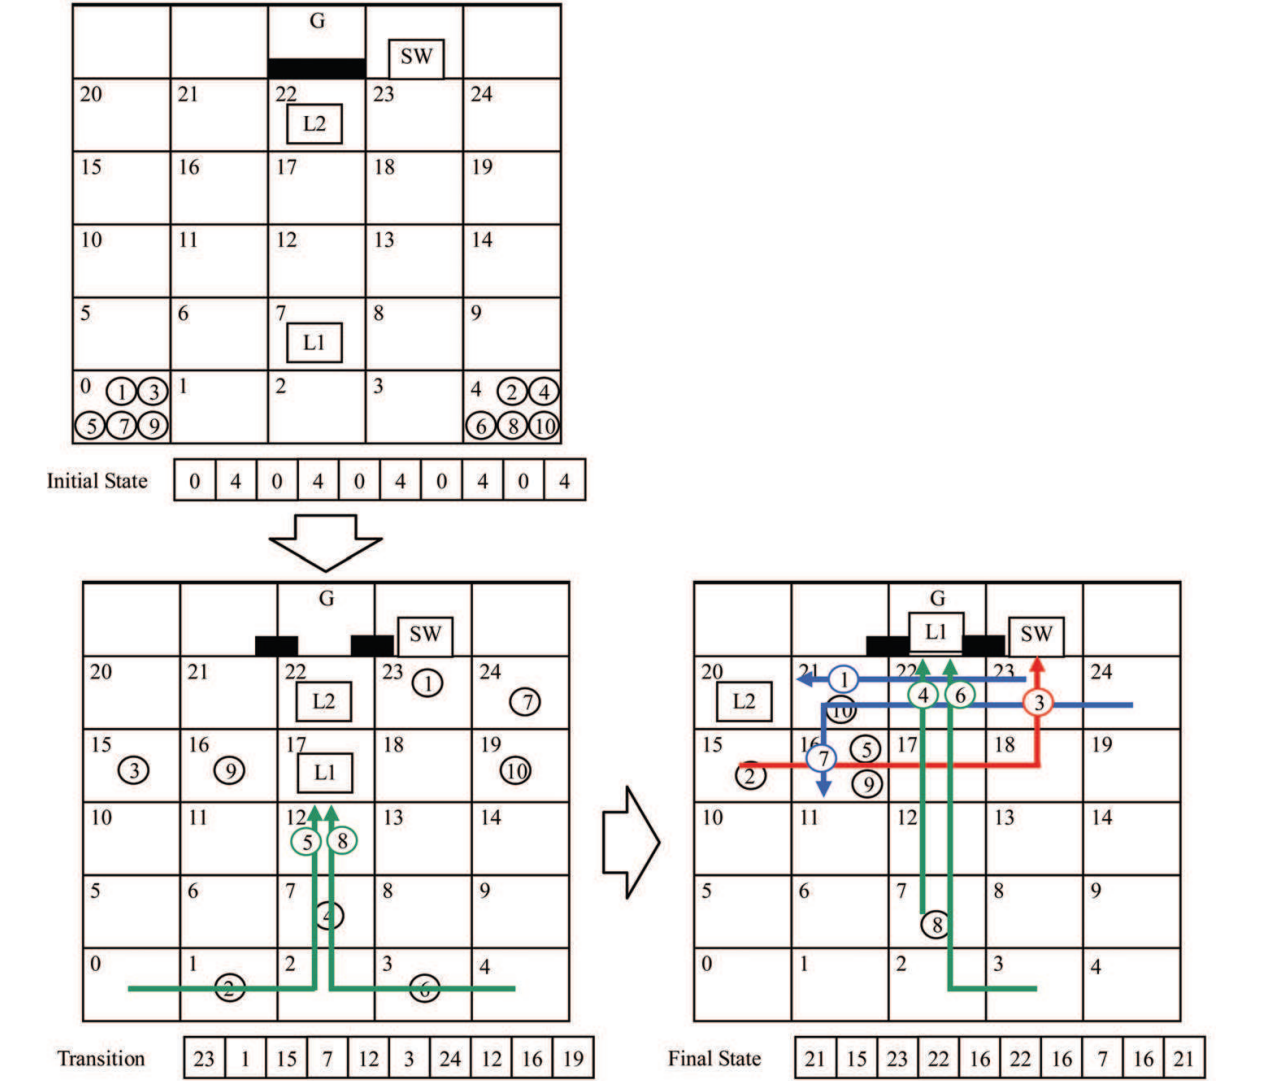 G
SW
20 21 22 23 24
L2
15 16 17 18 19
10 11 12 13 14
5 6 7 8 9
L1
0 1 3 1 2 3 4 2 4
5 7 9 6 8 10
Initial State 0 4 0 4 0 4 0 4 0 4
G
SW
20 21 22 23 24
L2 1 7
15 16 17 18 19
3 9 L1 10
10 11 12 13 14
5 8
5 6 7 8 9
4
0 1 2 3 4
2 6
Transition 23 1 15 7 12 3 24 12 16 19
G
L1 SW
20 21 22 23 24
L2 1 4 6 3
10
15 16 17 18 19
2 7 5
9
10 11 12 13 14
5 6 7 8 9
8
0 1 2 3 4
Final State 21 15 23 22 16 22 16 7 16 21